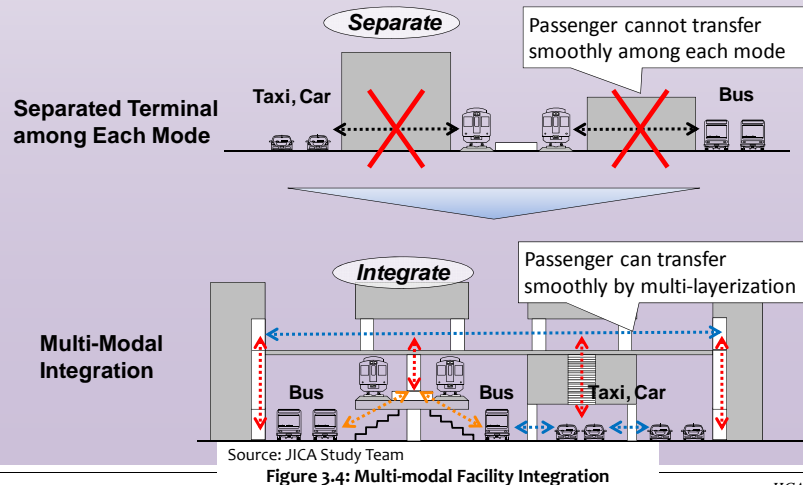 Separate
Passenger cannot transfer
smoothly among each mode
Taxi, Car
Bus
Separated Terminal
among Each Mode
Integrate
Passenger can transfer
smoothly by multi-layerization
Multi-Modal
Integration
Bus
Bus
Taxi, Car
Source: JICA Study Team
Figure 3.4: Multi-modal Facility Integration